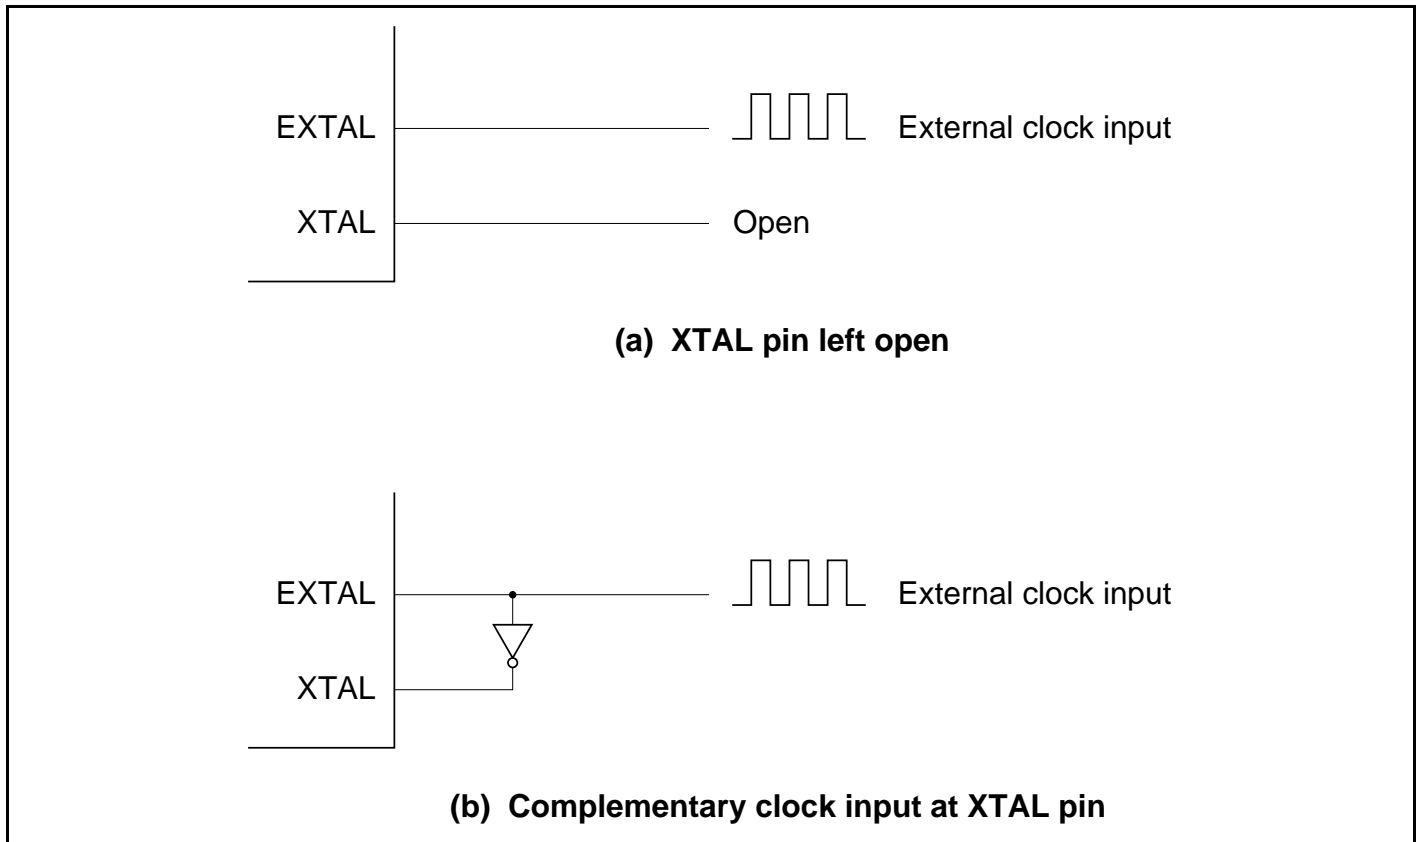 EXTAL
External clock input
XTAL
Open
(a) XTAL pin left open
EXTAL
External clock input
XTAL
(b) Complementary clock input at XTAL pin